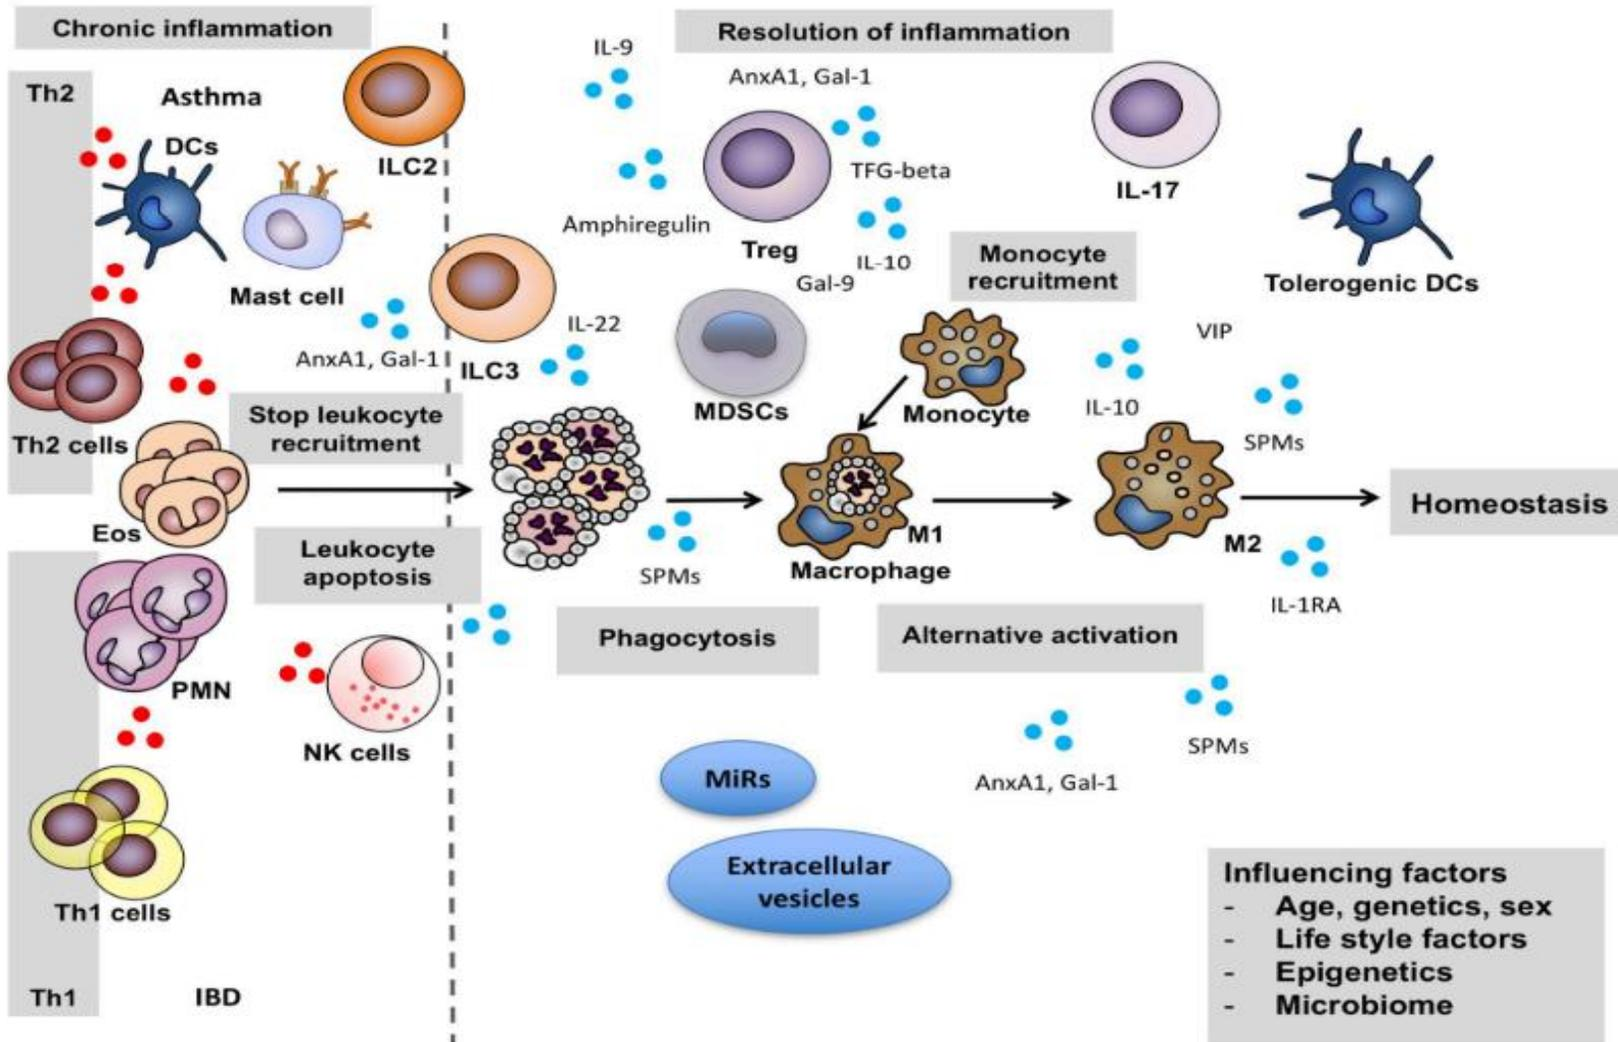 Chronic inflammation
Resolution of inflammation
Th2
Asthma
DCs
ILC2
Mast cell
AnxA1, Gal-1
Th2 cells
Stop leukocyte
recruitment
Eos
Leukocyte
apoptosis
PMN
NK cells
Th1 cells
Th1
IBD
IL-9
AnxA1, Gal-1
TFG-beta
Amphiregulin
Treg
IL-10
Gal-9
IL-17
Tolerogenic DCs
Monocyte
recruitment
IL-22
ILC3
MDSCs
Monocyte
VIP
IL-10
SPMs
SPMs
M1
Macrophage
M2
Homeostasis
IL-1RA
Phagocytosis
Alternative activation
SPMs
AnxA1, Gal-1
MiRs
Extracellular
vesicles
Influencing factors
- Age, genetics, sex
- Life style factors
- Epigenetics
- Microbiome